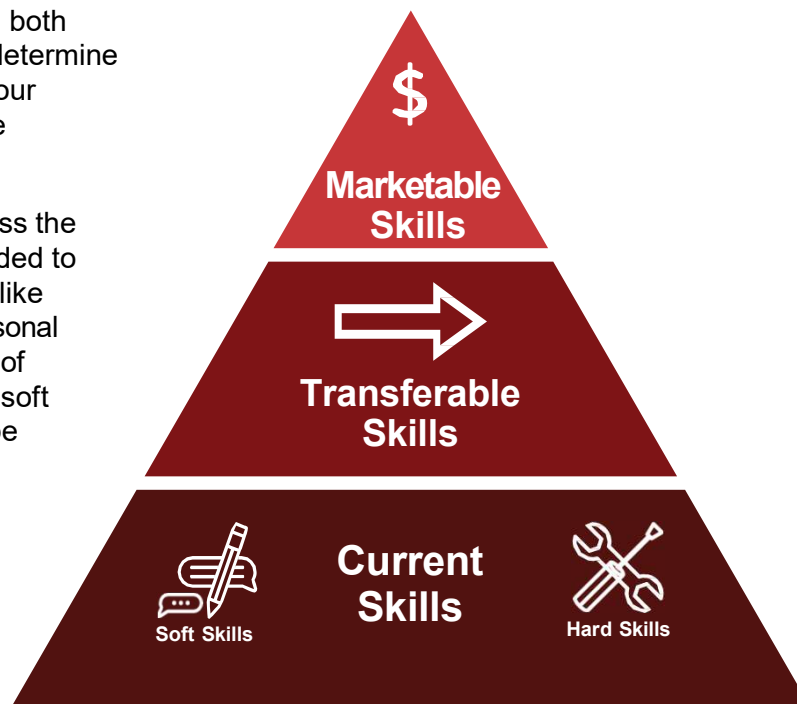 both
determine
our
e
ss the
ded to
like
sonal
of
soft
be
$
Marketable
Skills
Transferable
Skills
Current
Skills
Soft Skills
Hard Skills